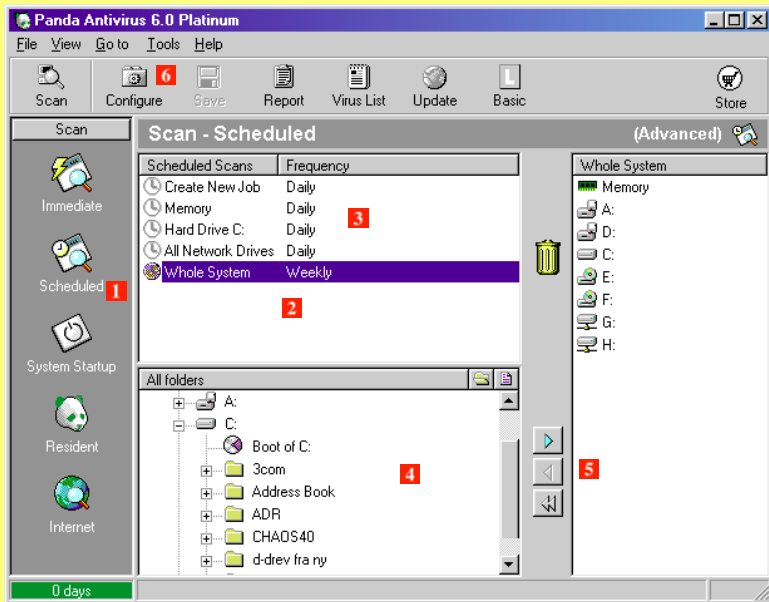 Panda Antivirus 6.0 Platinum
File View Go to Tools Help
6
Scan Configure Save Report Virus List Update L Basic Store
Scan
Scan - Scheduled (Advanced)
Immediate
Scheduled
1
System Startup
Resident
Internet
Scheduled Scans Frequency
Create New Job Daily
Memory Daily
3
Hard Drive C: Daily
All Network Drives Daily
Whole System Weekly
2
All folders
A:
C:
Boot of C:
3com
4
Address Book
ADR
CHAOS40
d-drev fra ny
5
Whole System
Memory
A:
D:
C:
E:
F:
G:
H:
0 days